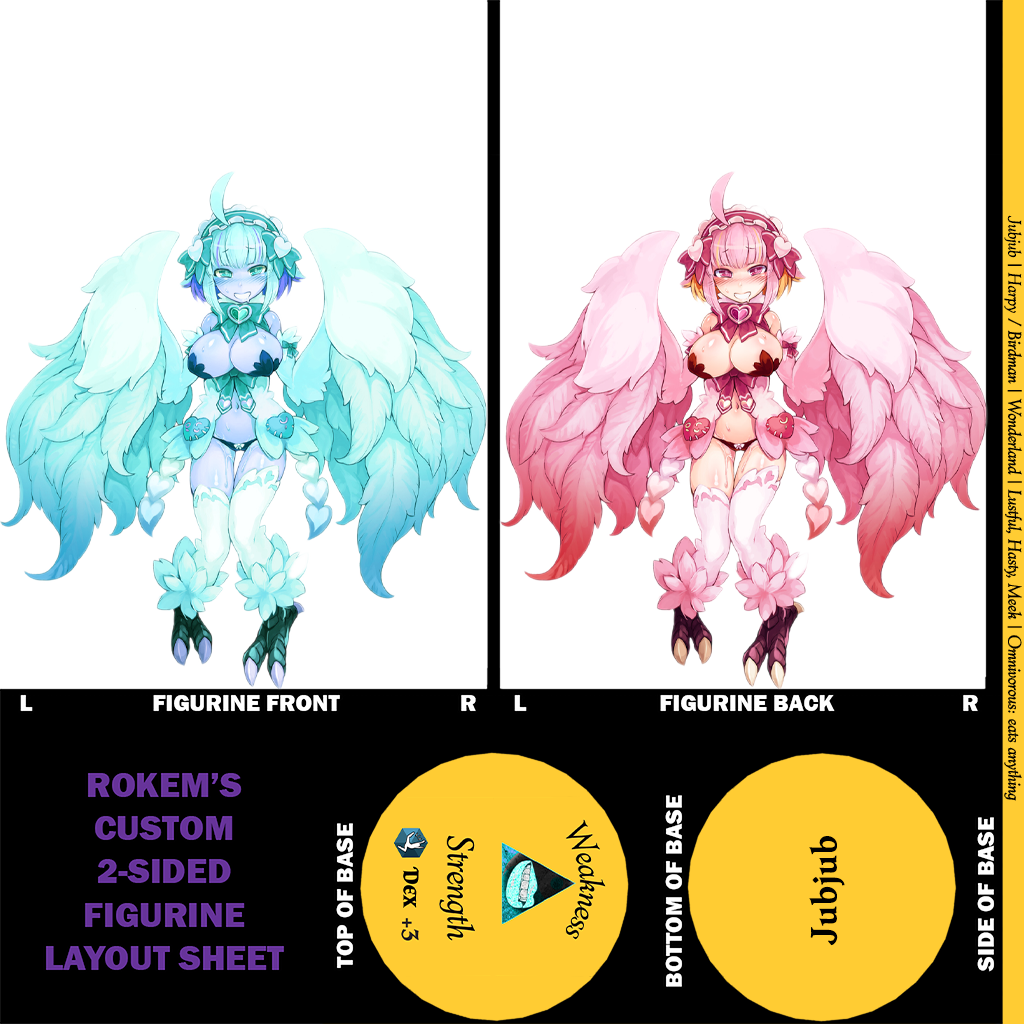 L FIGURINE FRONT R
L FIGURINE BACK R
Jubjub | Harpy / Birdman | Wonderland | Lustful, Hasty, Meek | Omnivorous: eats anything
ROKEM'S
CUSTOM
2-SIDED
FIGURINE
LAYOUT SHEET
TOP OF BASE
Dex +3
Strength
Weakness
BOTTOM OF BASE
Jubjub
SIDE OF BASE